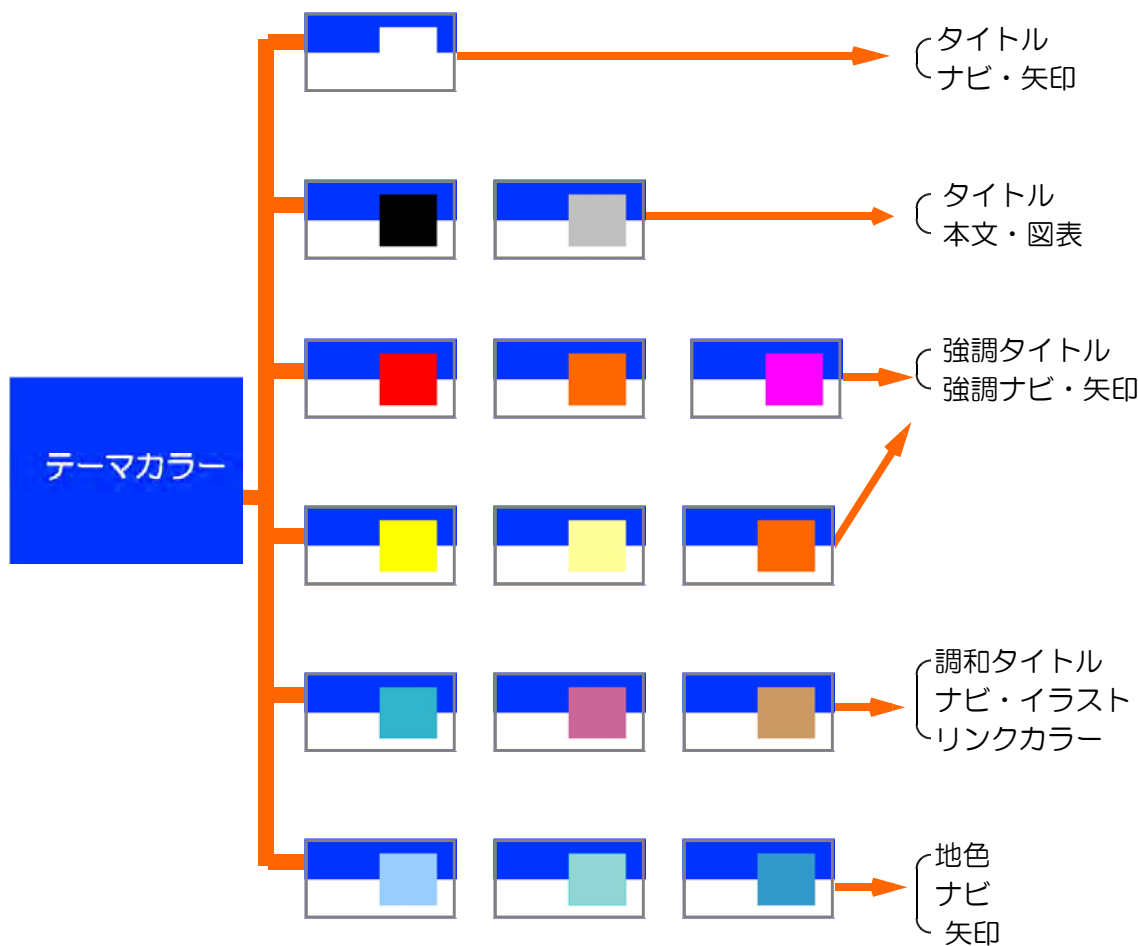 タイトル
ナビ・矢印
タイトル
本文・図表
強調タイトル
強調ナビ・矢印
テーマカラー
調和タイトル
ナビ・イラスト
リンクカラー
地色
ナビ
矢印